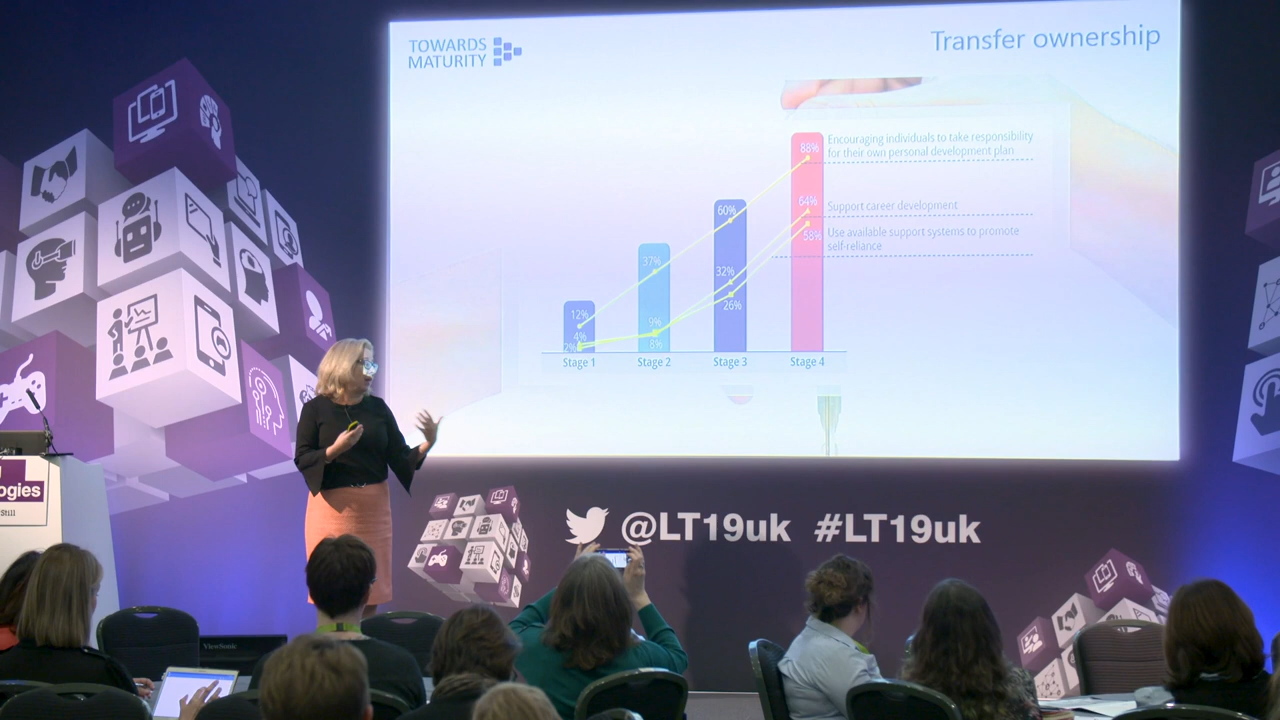 TOWARDS
MATURITY
Transfer ownership
88%
Encouraging individuals to take responsibility
for their own personal development plan
64%
Support career development
58%
Use available support systems to promote
self-reliance
60%
32%
26%
37%
9%
8%
12%
4%
2%
Stage 1
Stage 2
Stage 3
Stage 4
ogies
Still
@LT19uk #LT19uk
ViewSonic